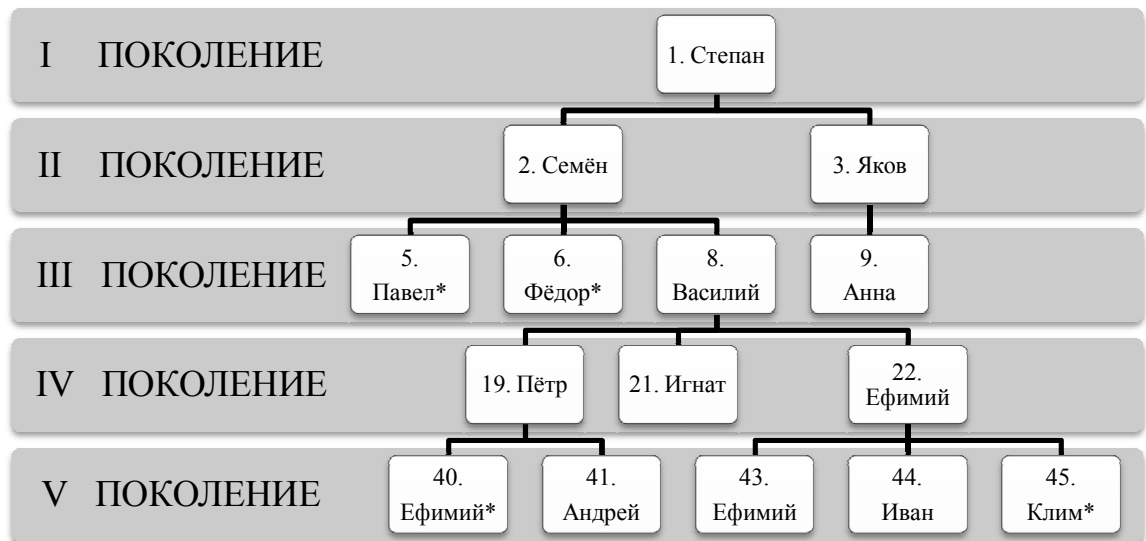 I ПОКОЛЕНИЕ
1. Степан
II ПОКОЛЕНИЕ
2. Семён
3. Яков
III ПОКОЛЕНИЕ
5.
Павел*
6.
Фёдор*
8.
Василий
9.
Анна
IV ПОКОЛЕНИЕ
19. Пётр
21. Игнат
22.
Ефимий
V ПОКОЛЕНИЕ
40.
Ефимий*
41.
Андрей
43.
Ефимий
44.
Иван
45.
Клим*